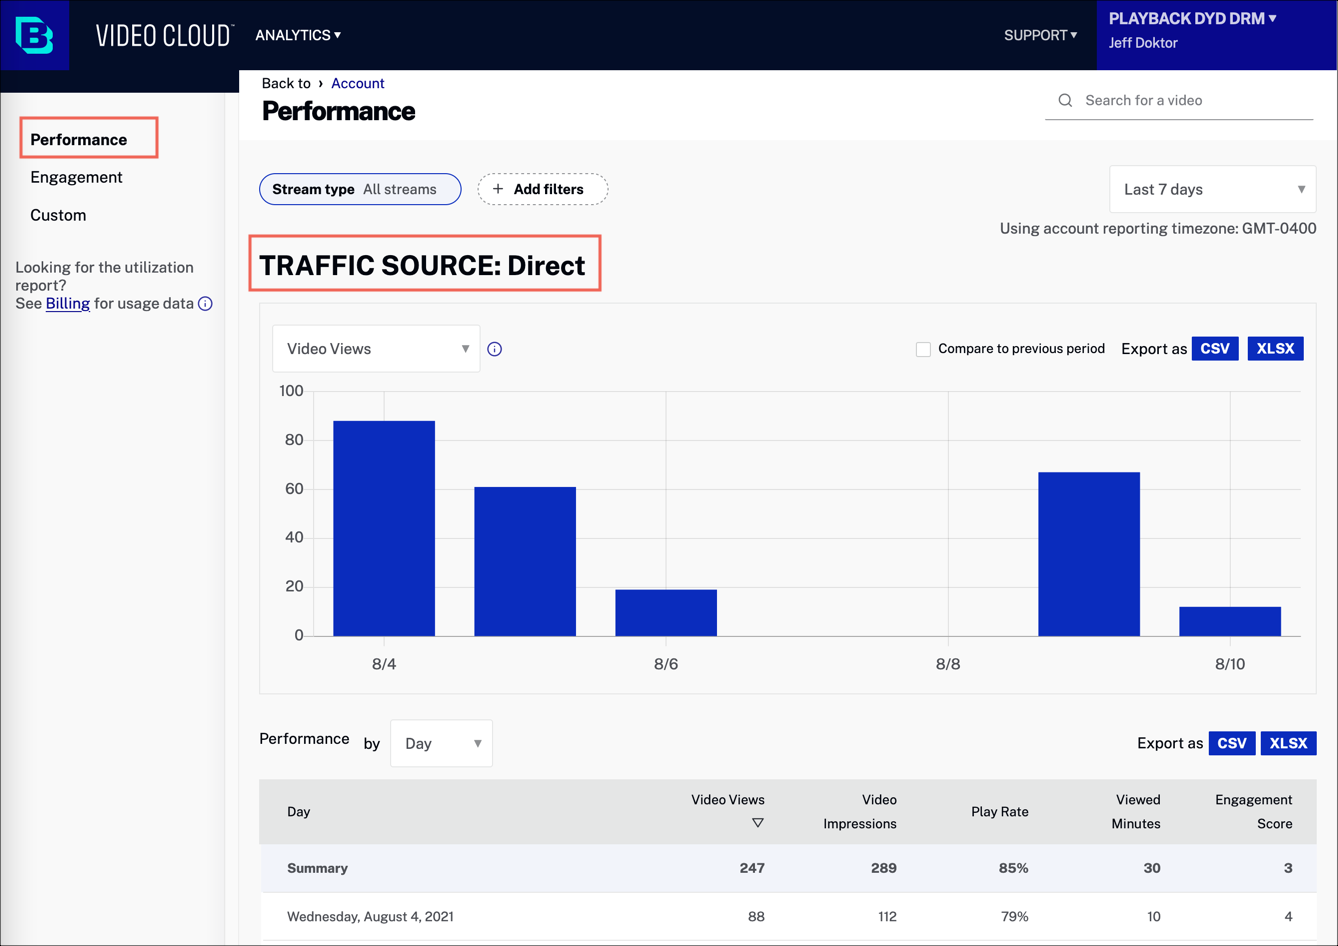 B VIDEO CLOUD™ ANALYTICS ▾ SUPPORT ▾ PLAYBACK DYD DRM ▾
Jeff Doktor
Back to › Account
Performance
Search for a video
Performance
Engagement
Custom
Looking for the utilization
report?
See Billing for usage data
Stream type All streams
+ Add filters
Last 7 days
Using account reporting timezone: GMT-0400
TRAFFIC SOURCE: Direct
Video Views
Compare to previous period
Export as CSV XLSX
100
80
60
40
20
0
8/4 8/6 8/8 8/10
Performance by Day
Export as CSV XLSX
Day Video Views Video Impressions Play Rate Viewed Minutes Engagement Score
Summary 247 289 85% 30 3
Wednesday, August 4, 2021 88 112 79% 10 4